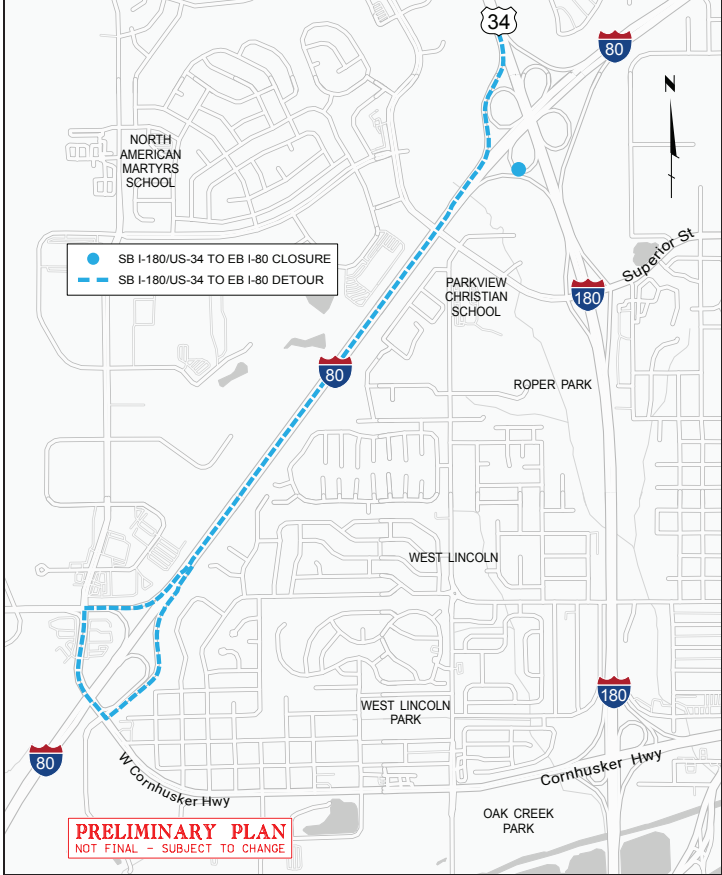 34
80
N
NORTH
AMERICAN
MARTYRS
SCHOOL
Superior St
SB I-180/US-34 TO EB I-80 CLOSURE
SB I-180/US-34 TO EB I-80 DETOUR
PARKVIEW
CHRISTIAN
SCHOOL
180
80
ROPER PARK
WEST LINCOLN
180
WEST LINCOLN
PARK
80
W Cornhusker Hwy
Cornhusker Hwy
OAK CREEK
PARK
PRELIMINARY PLAN
NOT FINAL - SUBJECT TO CHANGE